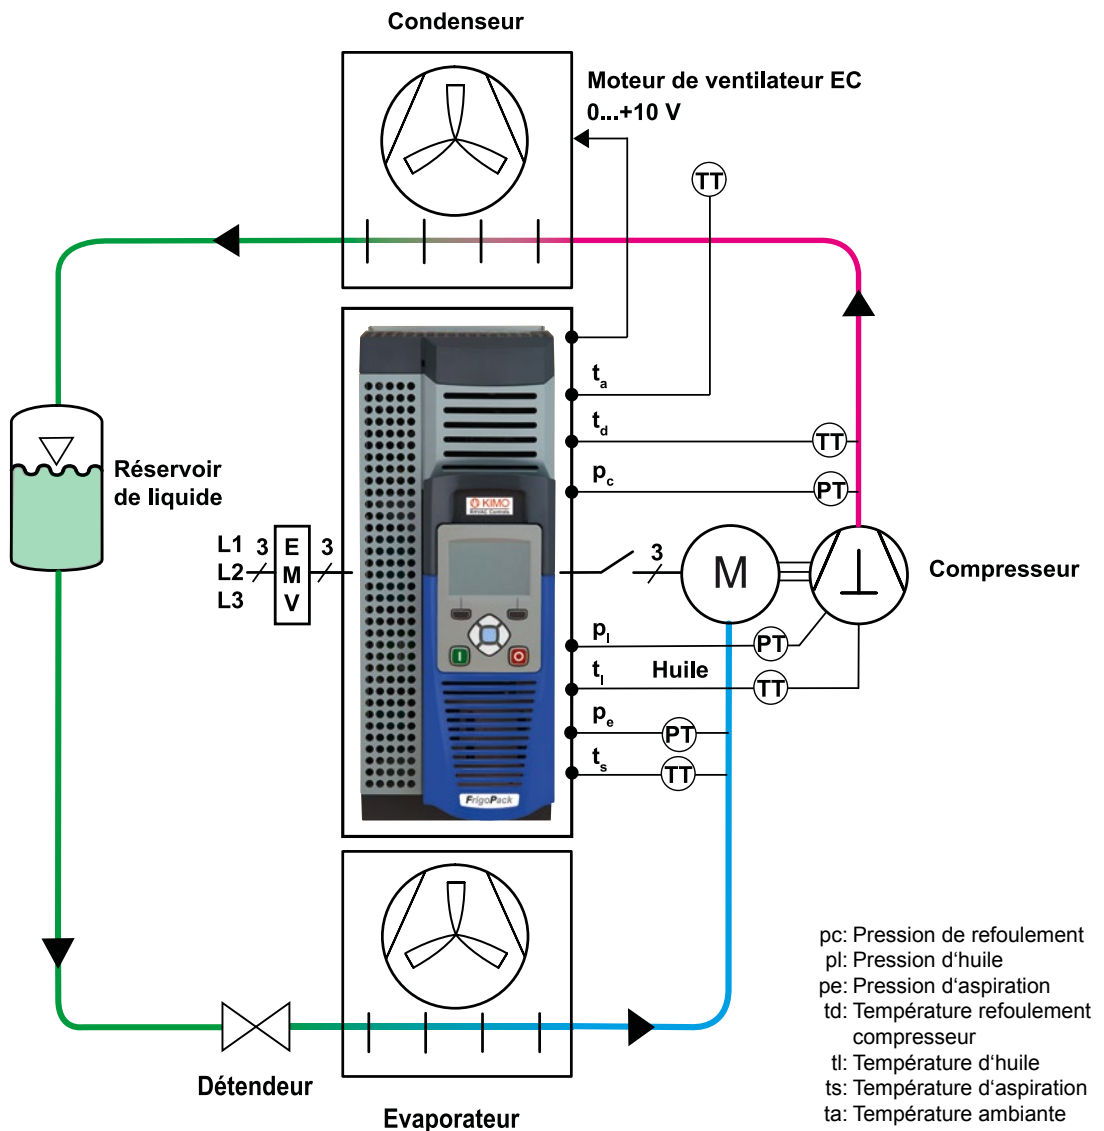 Condenseur
Moteur de ventilateur EC
0...+10 V
TT
ta
td
TT
pc
PT
Réservoir
de liquide
KIMO
RHVAC Controls
L1
L2
L3
3
E
M
V
3
3
M
Compresseur
pl
PT
tl
Huile
TT
pe
PT
ts
TT
FrigoPack
Détendeur
Evaporateur
pc: Pression de refoulement
pl: Pression d‘huile
pe: Pression d‘aspiration
td: Température refoulement
compresseur
tl: Température d‘huile
ts: Température d‘aspiration
ta: Température ambiante